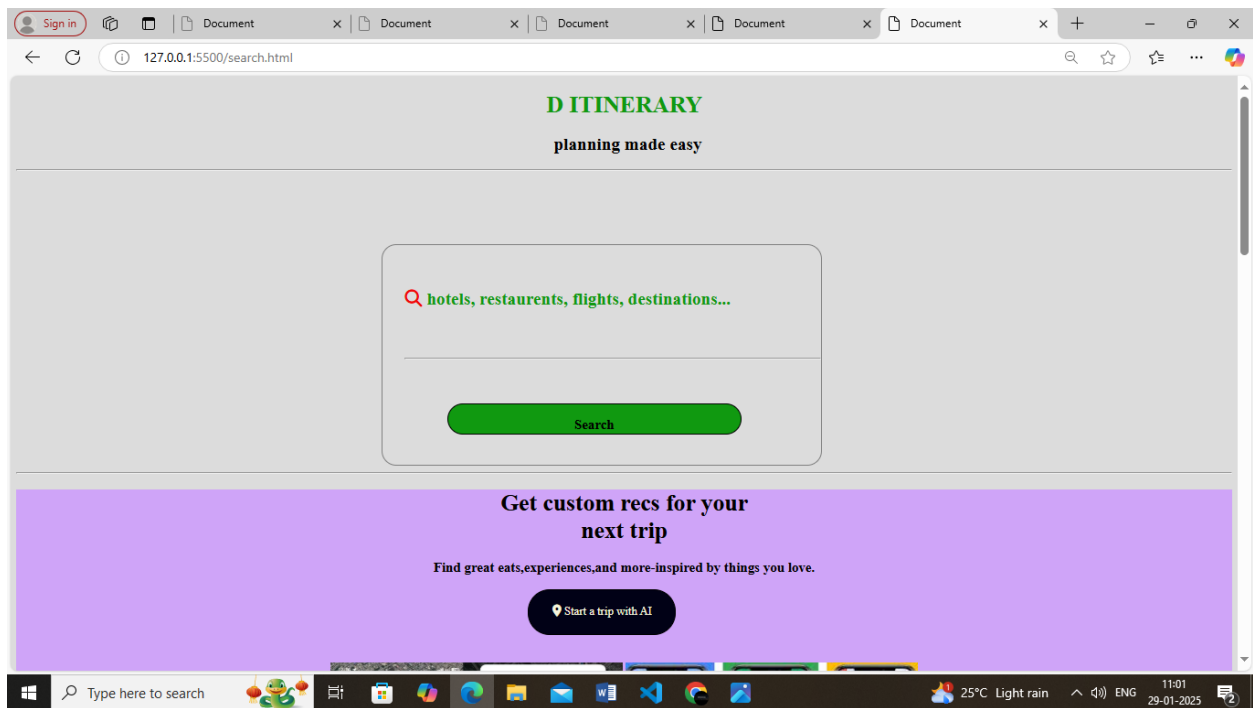 Sign in
Document
Document
Document
Document
Document
127.0.0.1:5500/search.html
D ITINERARY
planning made easy
hotels, restaurents, flights, destinations...
Search
Get custom recs for your
next trip
Find great eats,experiences,and more-inspired by things you love.
Start a trip with AI
Type here to search
25°C Light rain
ENG
11:01
29-01-2025
2